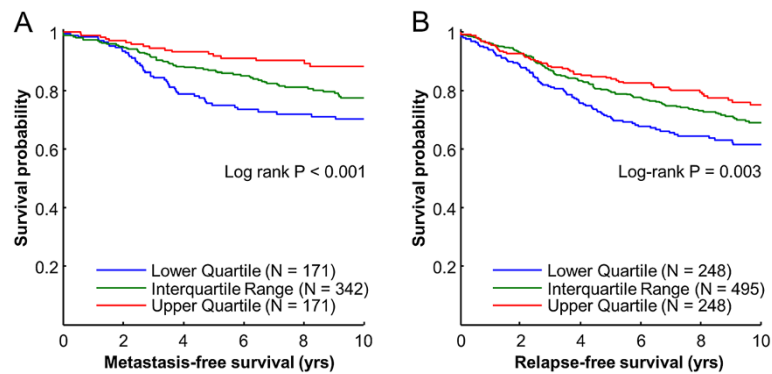 A
Survival probability
1
0.8
0.6
0.4
0.2
Log rank P < 0.001
Lower Quartile (N = 171)
Interquartile Range (N = 342)
Upper Quartile (N = 171)
0 2 4 6 8 10
Metastasis-free survival (yrs)
B
Survival probability
1
0.8
0.6
0.4
0.2
Log-rank P = 0.003
Lower Quartile (N = 248)
Interquartile Range (N = 495)
Upper Quartile (N = 248)
0 2 4 6 8 10
Relapse-free survival (yrs)